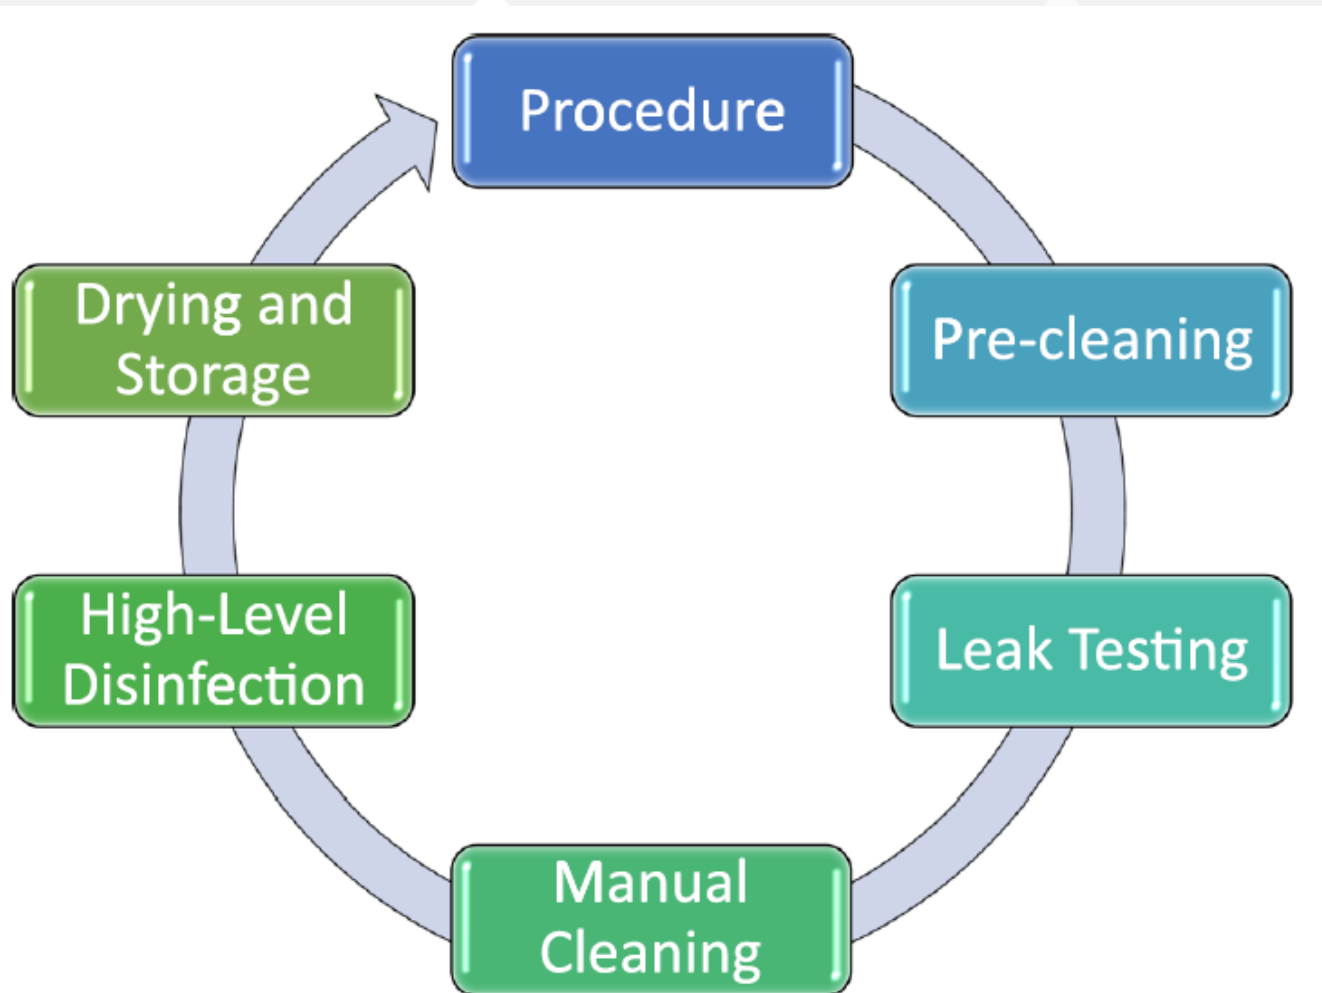 Procedure
Pre-cleaning
Leak Testing
Manual
Cleaning
High-Level
Disinfection
Drying and
Storage